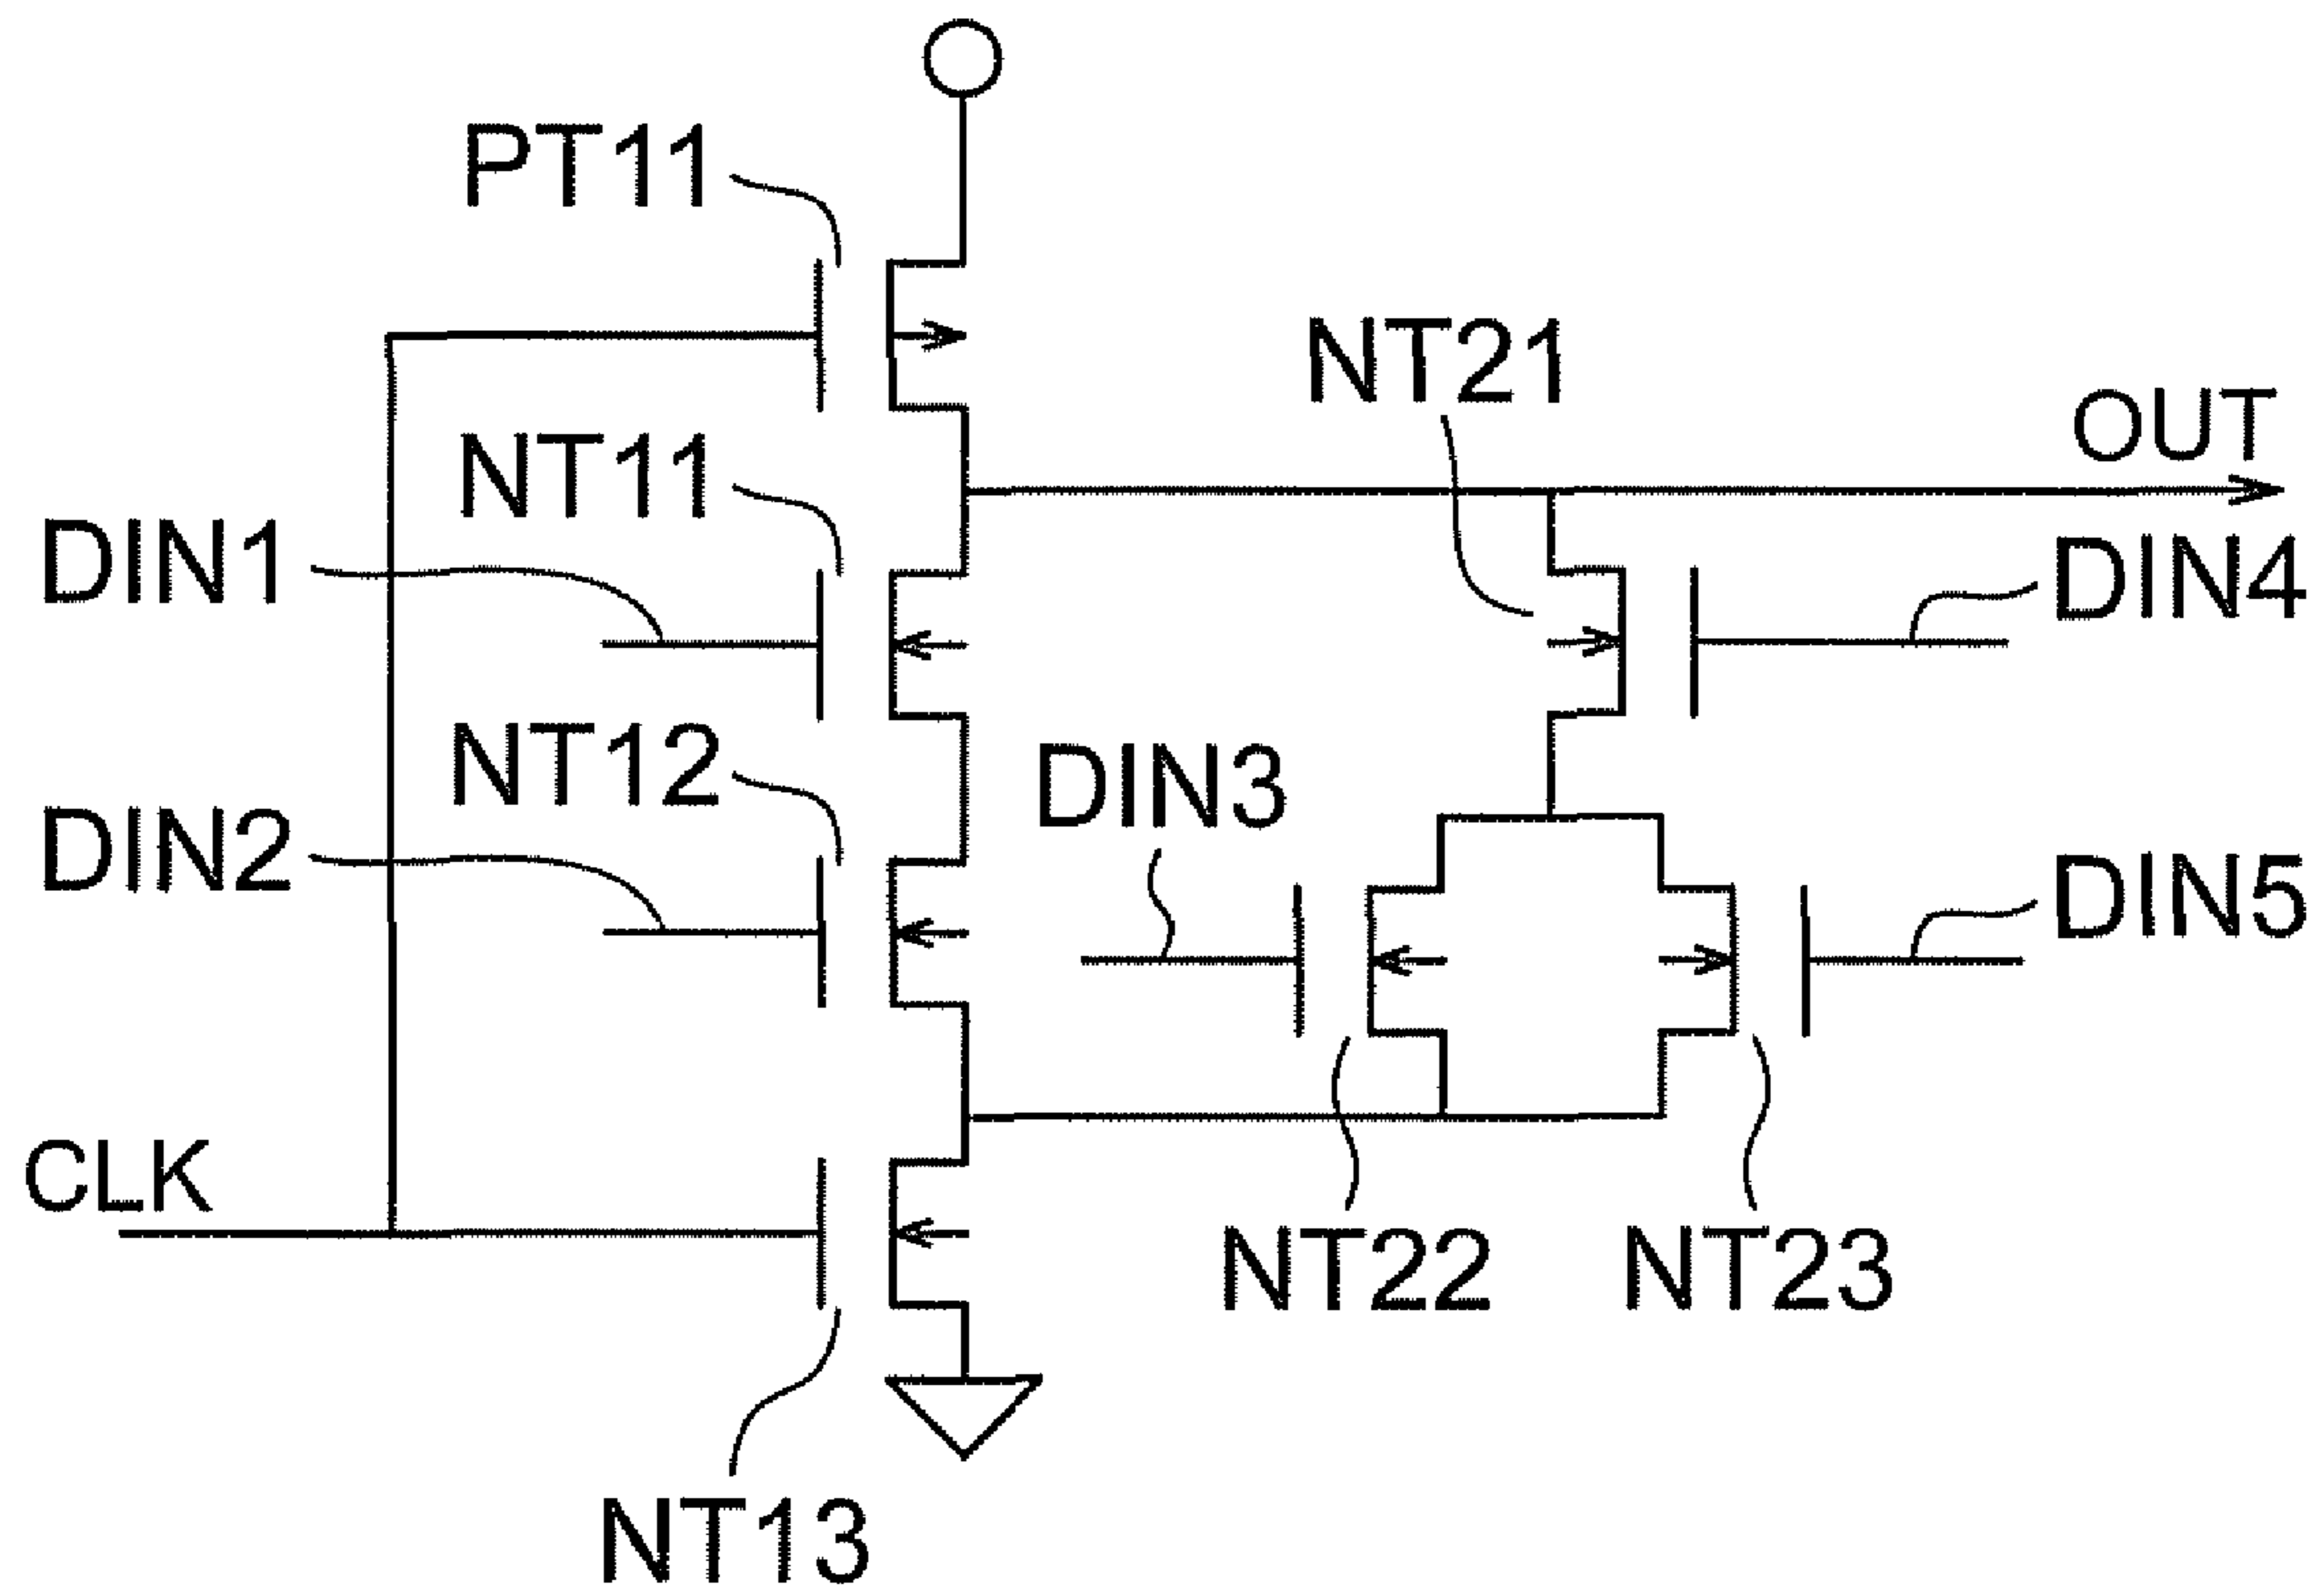 PT11
NT21
OUT
NT11
DIN1
DIN4
NT12
DIN3
DIN2
DIN5
CLK
NT22
NT23
NT13